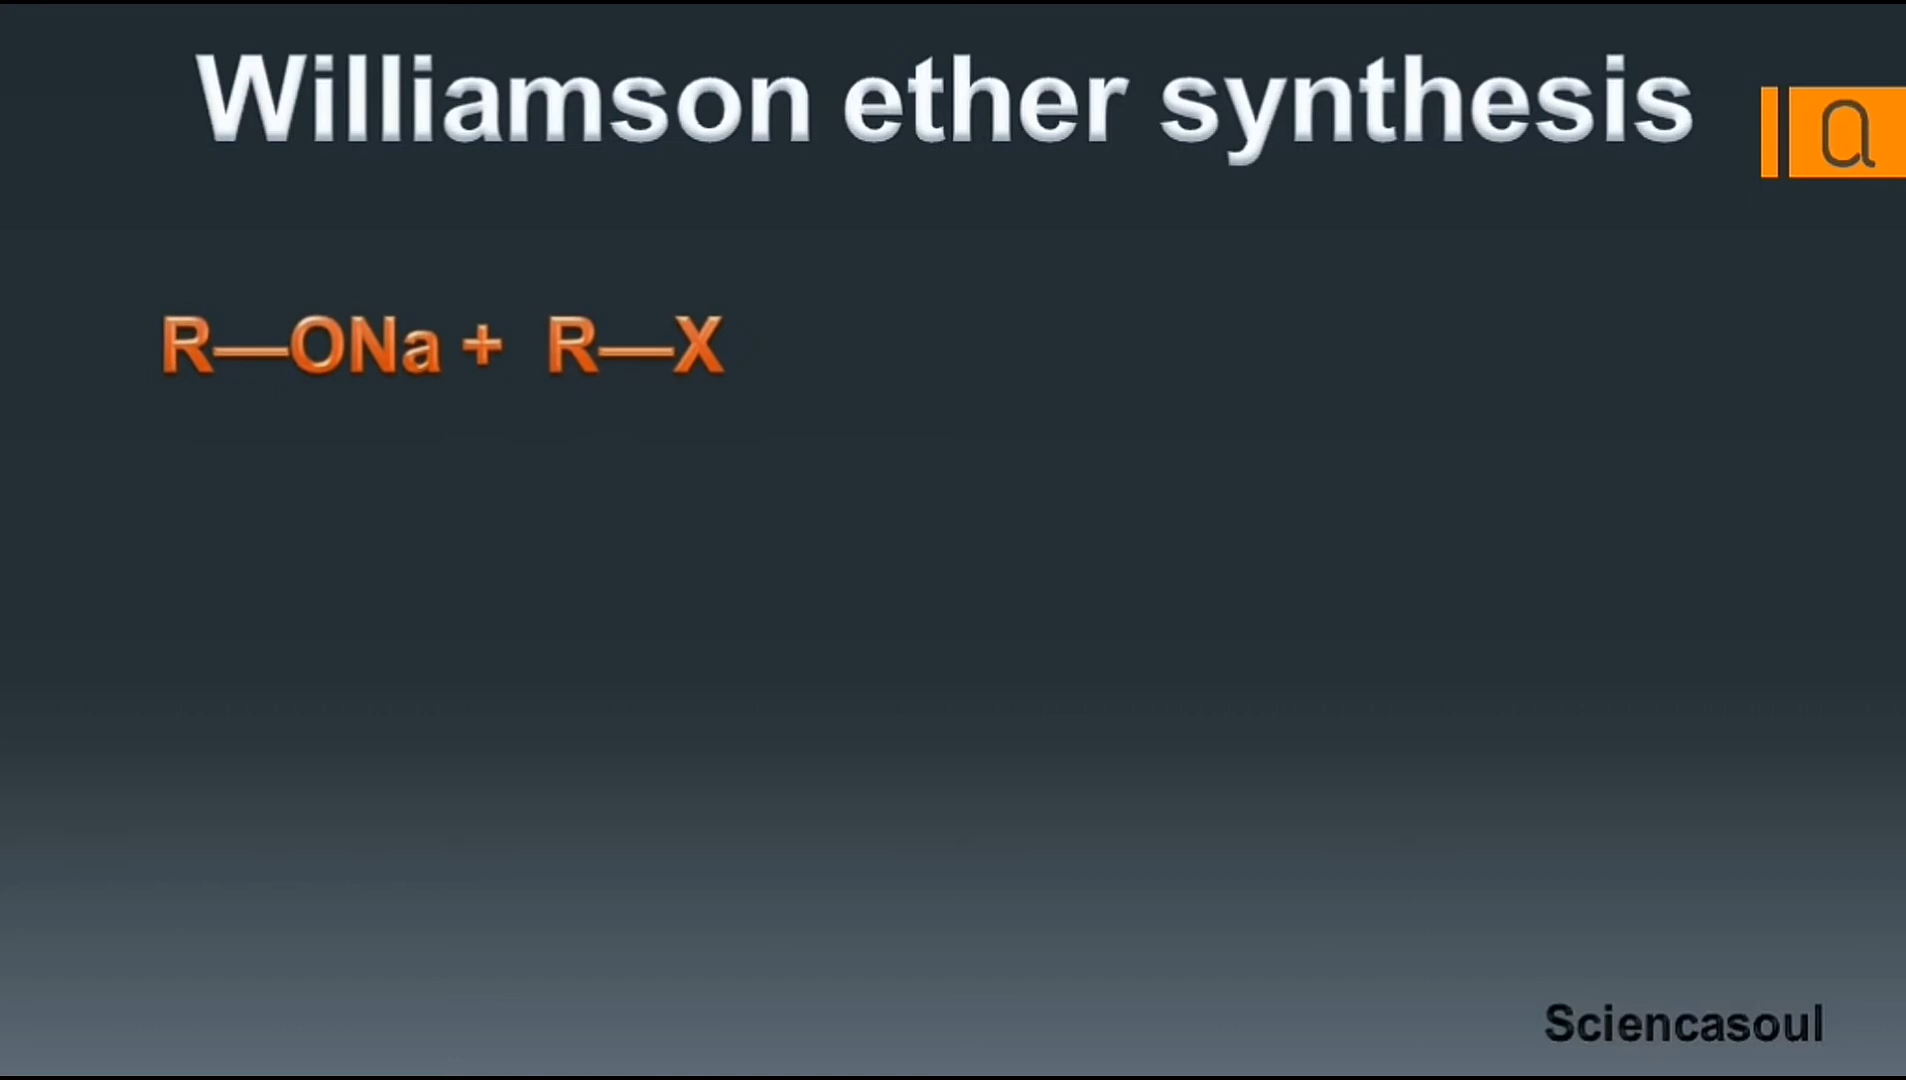 Williamson ether synthesis
a
R—ONa + R—X
Sciencasoul